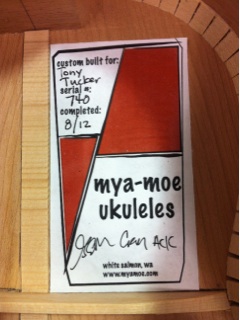 custom built for:
Tony
Tucker
serial #:
740
completed:
8/12
mya-moe
ukuleles
white salmon, wa
www.myamoe.com